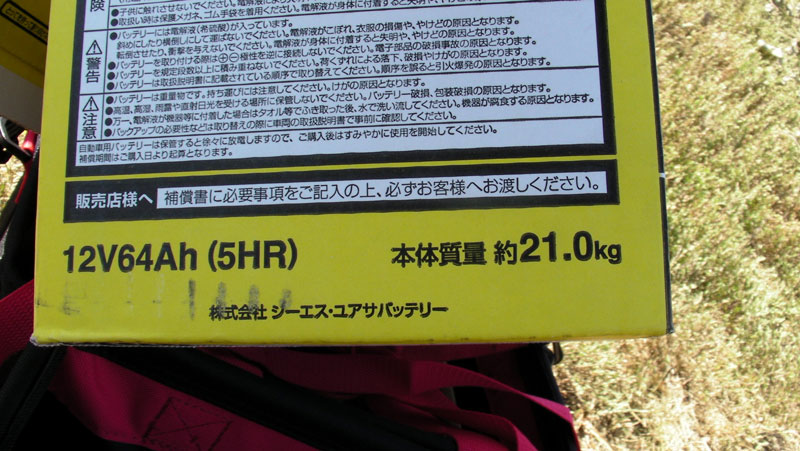 険
●子供に触れさせないでください。
●取扱い時は保護メガネ、ゴム手袋を着用してください。電解液が身体に付着すると失明や、やけど
警告
●バッテリーには電解液(希硫酸)が入っています。電解液がこぼれ、衣服の損傷や、やけどの原因となります。
斜めにしたり横倒しにして運ばないでください。電解液が身体に付着すると失明や、やけどの原因となります。
転倒させたり、衝撃を与えないでください。
●バッテリーを取り付ける際は⊕⊖極性を逆に接続しないでください。電子部品の破損事故の原因となります。
●バッテリーを規定段数以上に積み重ねないでください。荷くずれによる落下、破損やけがの原因となります。
●バッテリーは取扱説明書に記載されている順序で取り替えてください。順序を誤ると引火爆発の原因となります。
注意
●バッテリーは重量物です。持ち運びには注意してください。けがの原因となります。
●高温、高湿、雨露や直射日光を受ける場所に保管しないでください。バッテリー破損、包装破損の原因となります。
●万一、電解液が機器等に付着した場合はタオル等でふき取った後、水で洗い流してください。機器が腐食する原因となります。
●バックアップの必要性などは取替えの際に車両の取扱説明書で事前に確認してください。
自動車用バッテリーは保管すると徐々に放電しますので、ご購入後はすみやかに使用を開始してください。
補償期間はご購入日より起算となります。
販売店様へ 補償書に必要事項をご記入の上、必ずお客様へお渡しください。
12V64Ah (5HR) 本体質量 約21.0kg
株式会社 ジーエス・ユアサバッテリー